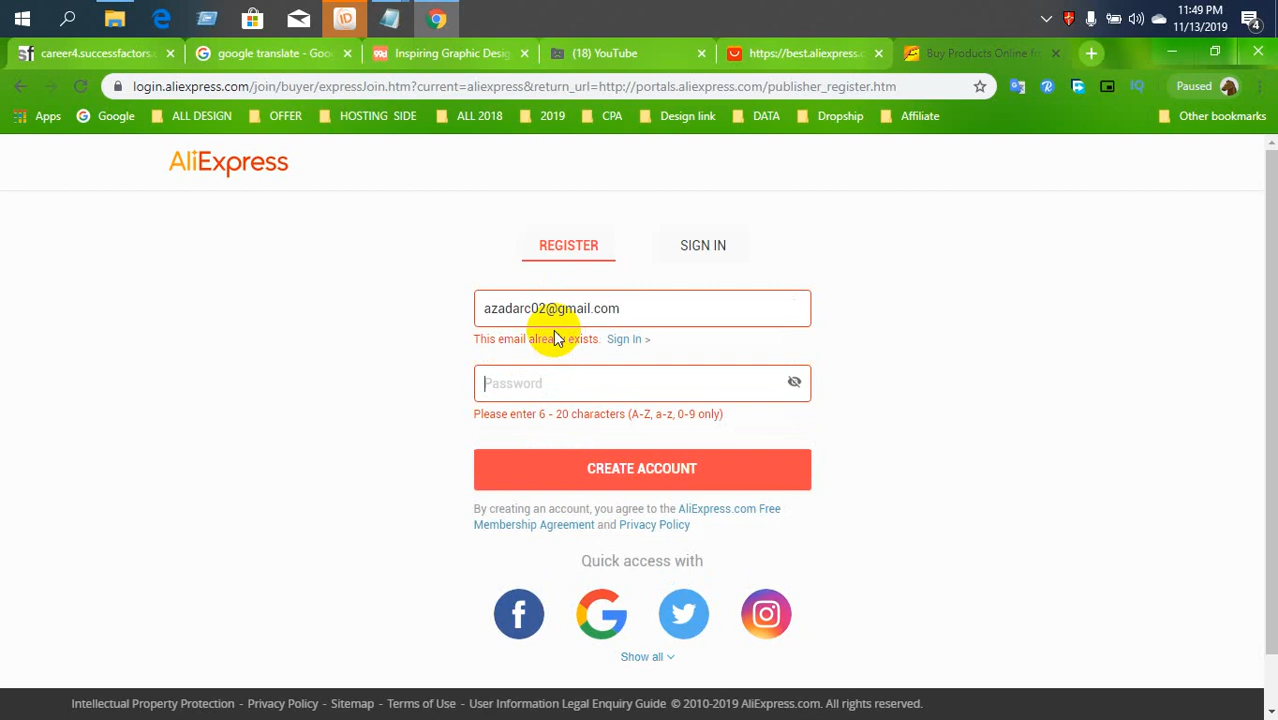 11:49 PM
11/13/2019
4
career4.successfactors.c
google translate - Goo
Inspiring Graphic Desi
(18) YouTube
https://best.aliexpress.c
Buy Products Online fro
login.aliexpress.com/join/buyer/express.len.htm?current=aliexpress&return_url=http://portals.aliexpress.com/publisher_register.htm
Paused
Apps
Google
ALL DESIGN
OFFER
HOSTING SIDE
ALL 2018
2019
CPA
Design link
DATA
Dropship
Affiliate
Other bookmarks
AliExpress
REGISTER
SIGN IN
azadarc02@gmail.com
This email already exists. Sign In >
Password
Please enter 6 - 20 characters (A-Z, a-z, 0-9 only)
CREATE ACCOUNT
By creating an account, you agree to the AliExpress.com Free
Membership Agreement and Privacy Policy
Quick access with
Show all
Intellectual Property Protection - Privacy Policy - Sitemap - Terms of Use - User Information Legal Enquiry Guide © 2010-2019 AliExpress.com. All rights reserved.